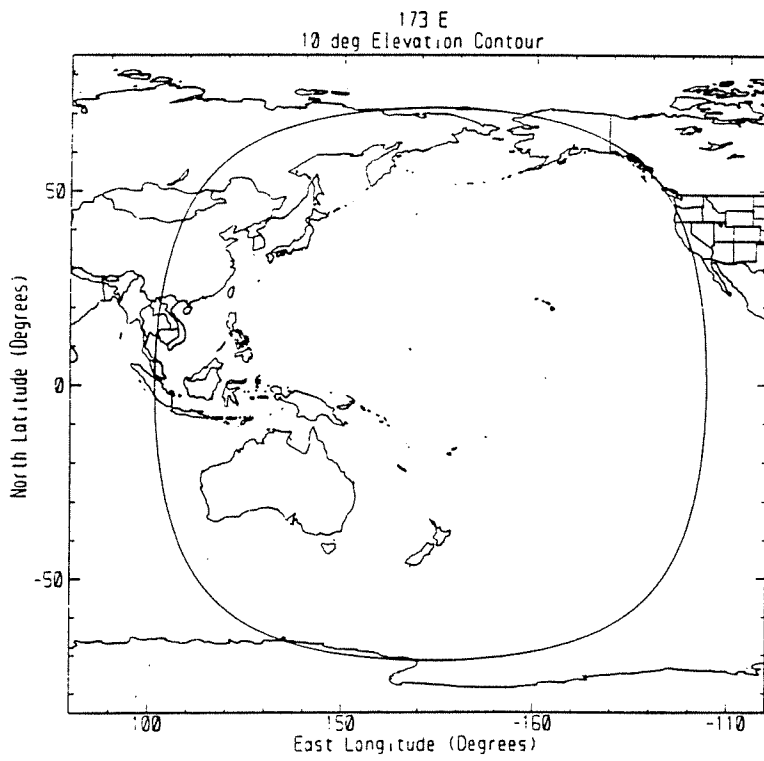 173 E
10 deg Elevation Contour
North Latitude (Degrees)
50
0
-50
100
150
-160
-110
East Longitude (Degrees)